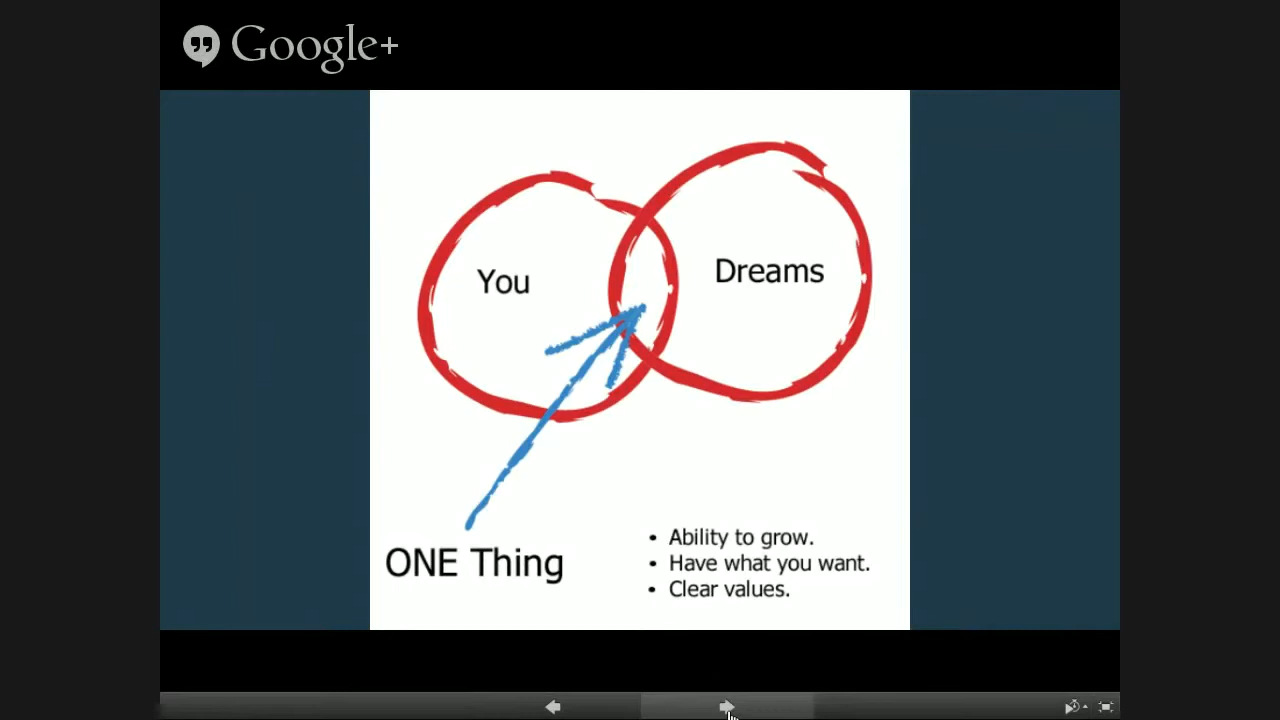 Google+
You
Dreams
ONE Thing
• Ability to grow.
• Have what you want.
• Clear values.